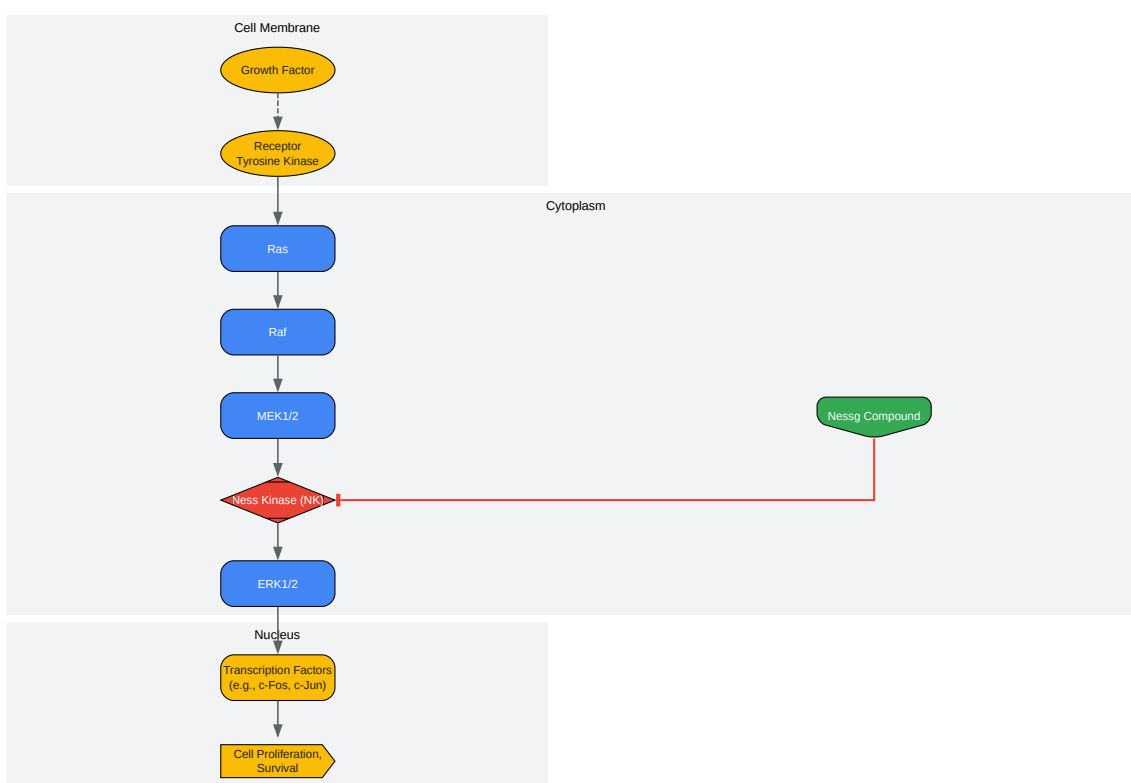 Cell Membrane
Growth Factor
Receptor
Tyrosine Kinase
Cytoplasm
Ras
Raf
MEK1/2
Nessg Compound
Ness Kinase (NK)
ERK1/2
Nucleus
Transcription Factors
(e.g., c-Fos, c-Jun)
Cell Proliferation,
Survival